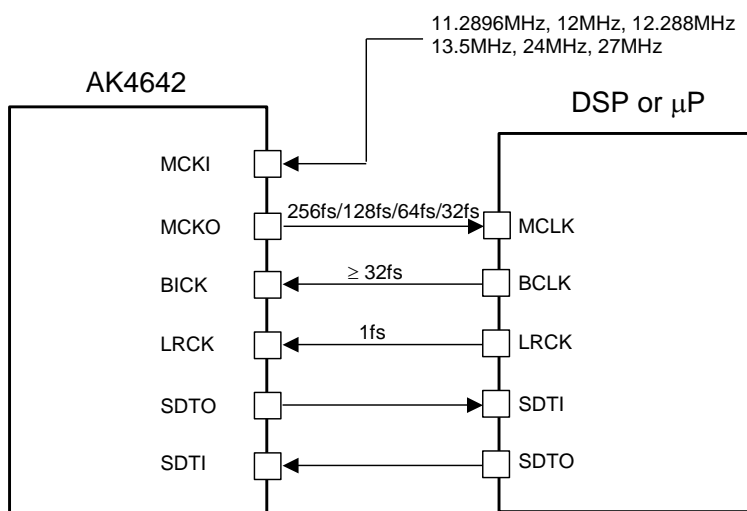 11.2896MHz, 12MHz, 12.288MHz
13.5MHz, 24MHz, 27MHz
AK4642
DSP or μP
MCKI
MCKO
256fs/128fs/64fs/32fs
MCLK
BICK
≥ 32fs
BCLK
LRCK
1fs
LRCK
SDTO
SDTI
SDTI
SDTO